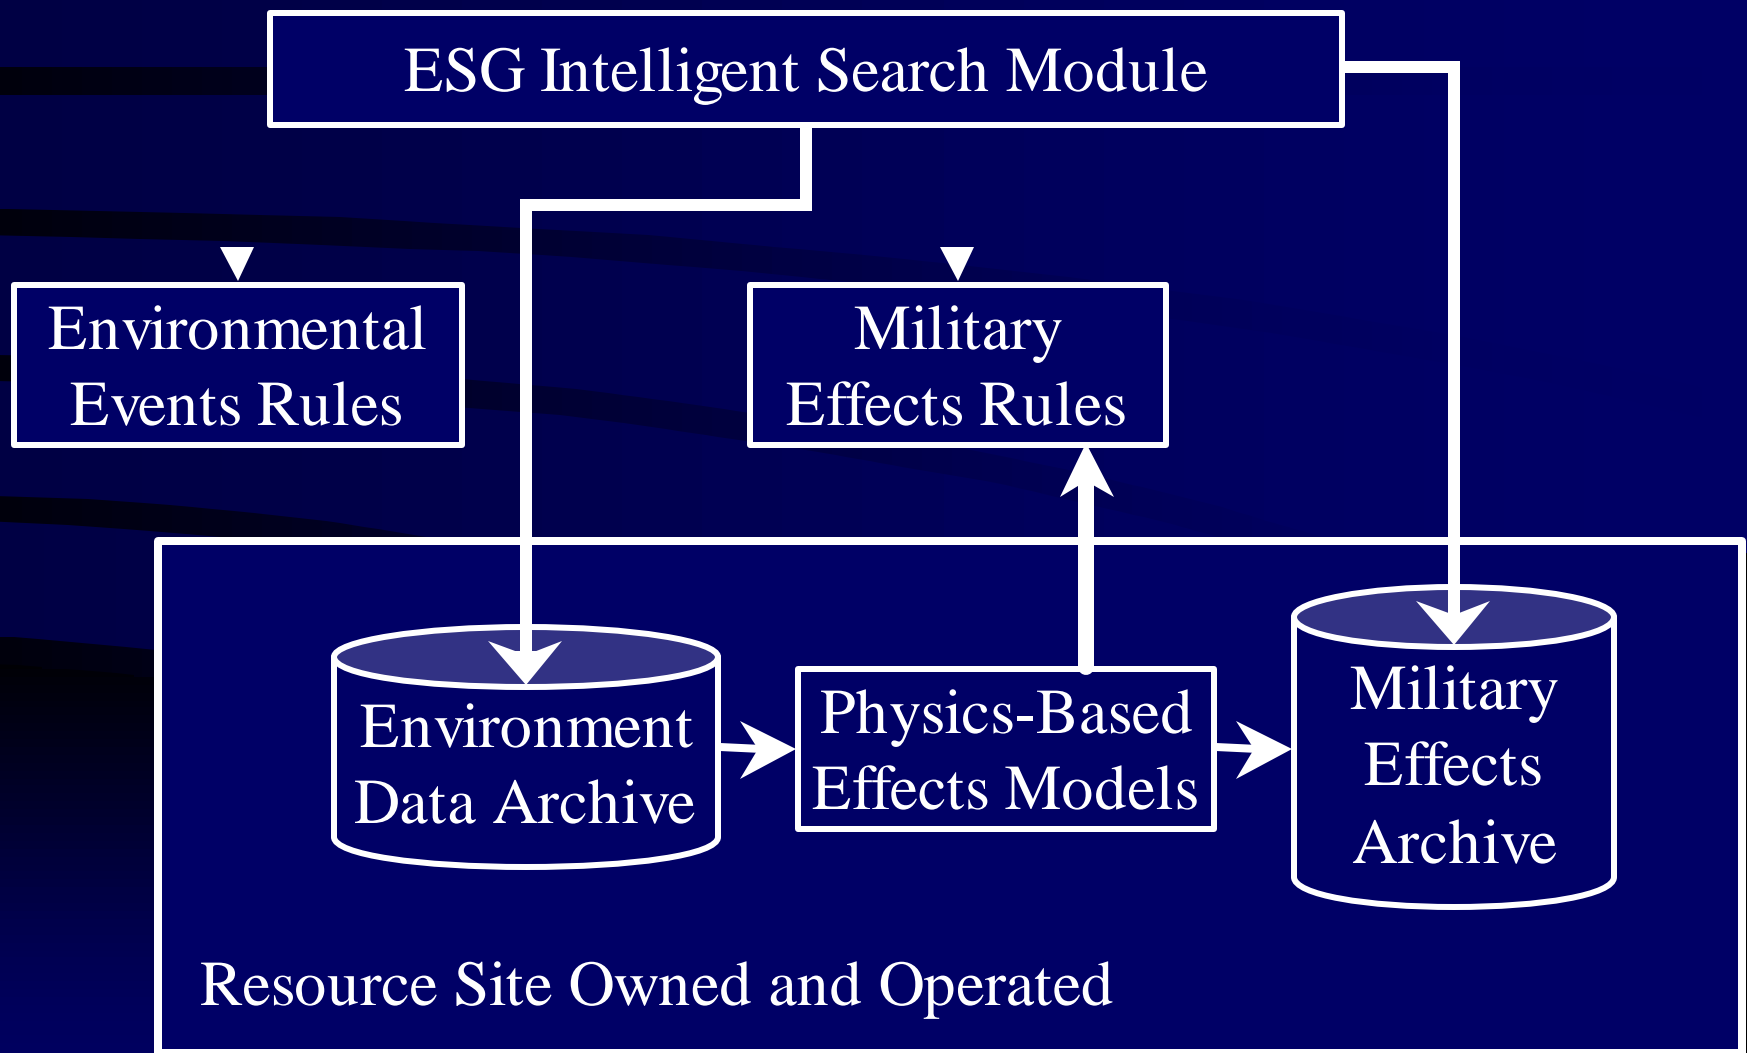 ESG Intelligent Search Module
Environmental
Events Rules
Military
Effects Rules
Environment
Data Archive
Physics-Based
Effects Models
Military
Effects
Archive
Resource Site Owned and Operated